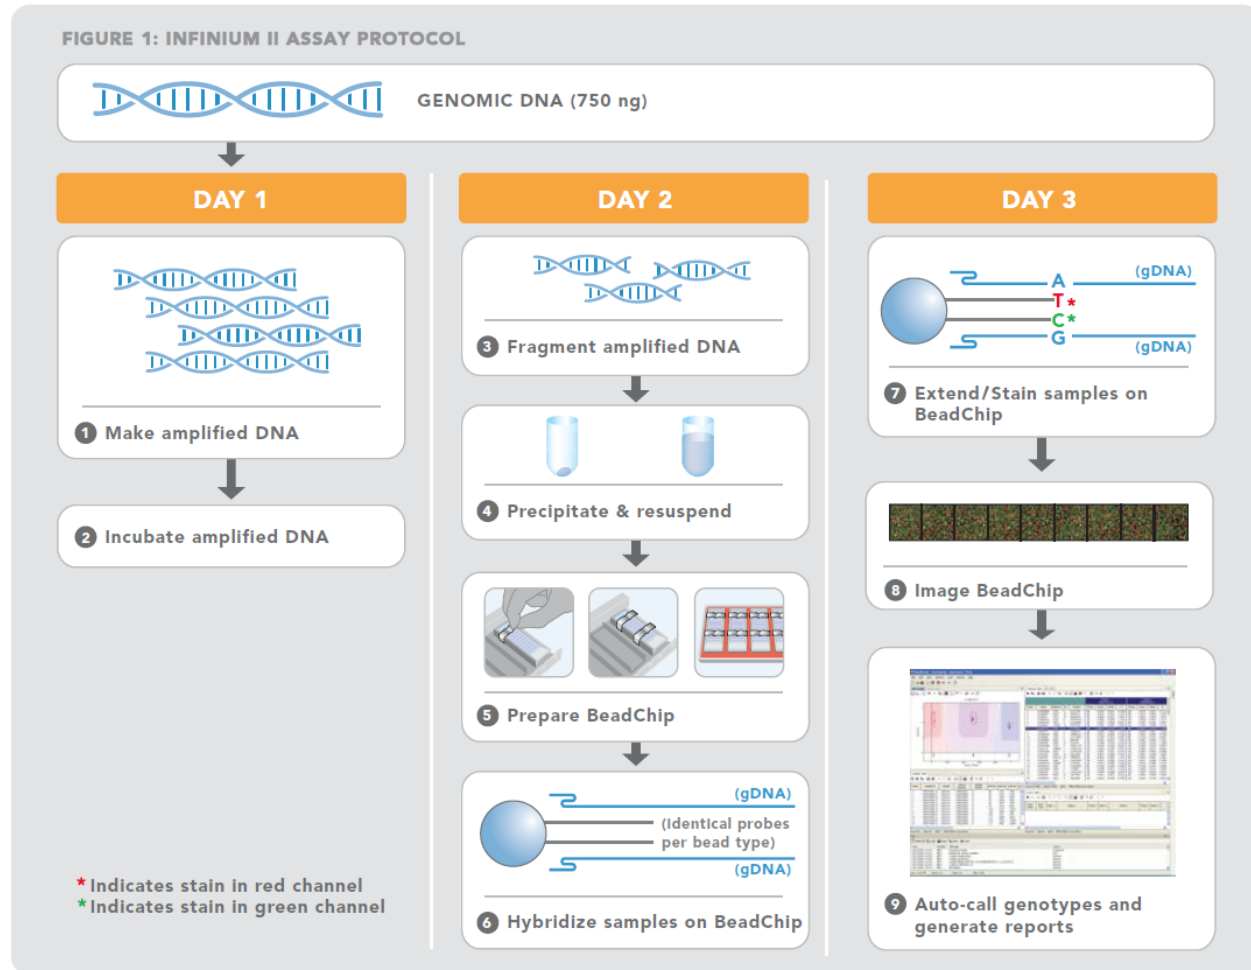 FIGURE 1: INFINIUM II ASSAY PROTOCOL
GENOMIC DNA (750 ng)
DAY 1
1 Make amplified DNA
2 Incubate amplified DNA
* Indicates stain in red channel
* Indicates stain in green channel
DAY 2
3 Fragment amplified DNA
4 Precipitate & resuspend
5 Prepare BeadChip
(gDNA)
(Identical probes
per bead type)
(gDNA)
6 Hybridize samples on BeadChip
DAY 3
A (gDNA)
T*
C*
G (gDNA)
7 Extend/Stain samples on
BeadChip
8 Image BeadChip
9 Auto-call genotypes and
generate reports